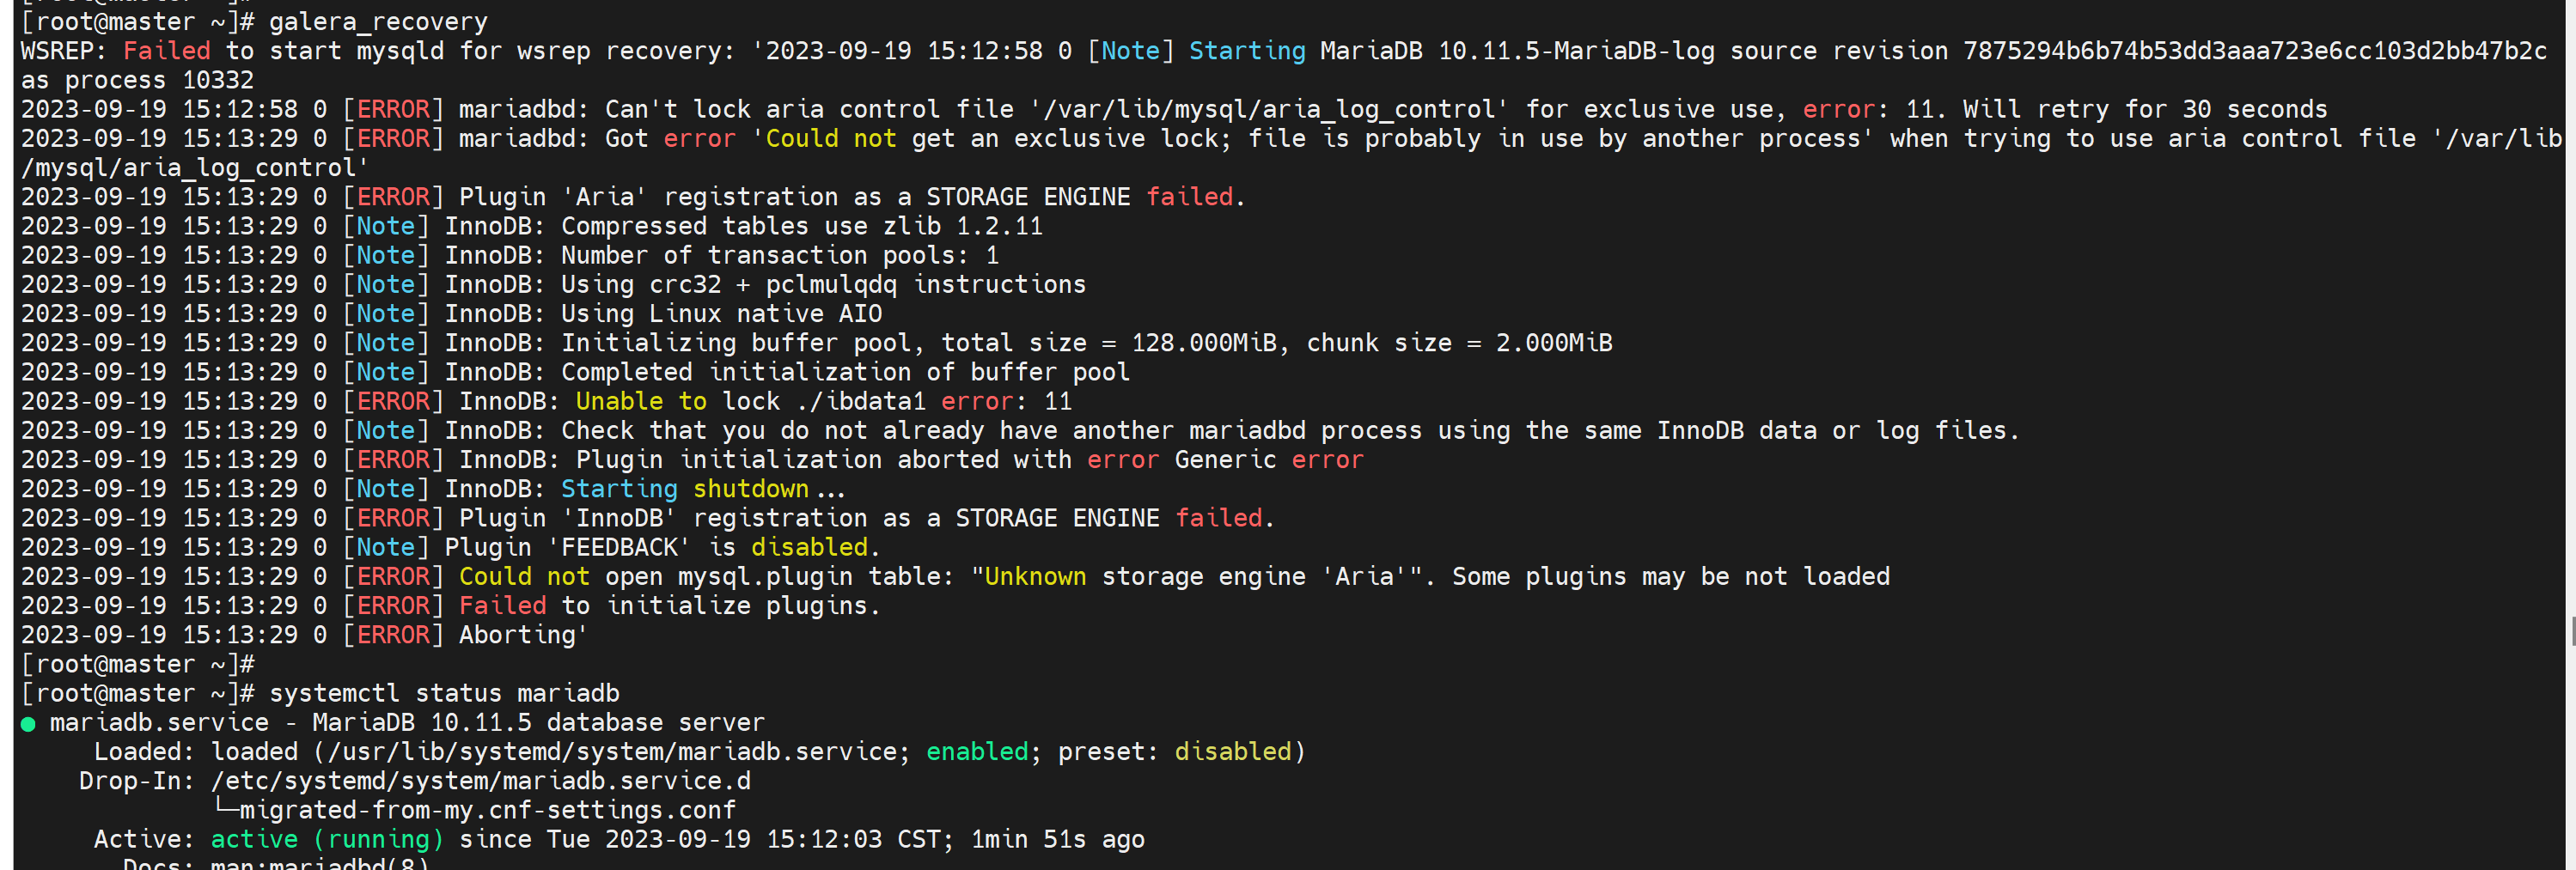 [root@master ~]# galera_recovery
WSREP: Failed to start mysqld for wsrep recovery: '2023-09-19 15:12:58 0 [Note] Starting MariaDB 10.11.5-MariaDB-log source revision 7875294b6b74b53dd3aaa723e6cc103d2bb47b2c
as process 10332
2023-09-19 15:12:58 0 [ERROR] mariadbd: Can't lock aria control file '/var/lib/mysql/aria_log_control' for exclusive use, error: 11. Will retry for 30 seconds
2023-09-19 15:13:29 0 [ERROR] mariadbd: Got error 'Could not get an exclusive lock; file is probably in use by another process' when trying to use aria control file '/var/lib
/mysql/aria_log_control'
2023-09-19 15:13:29 0 [ERROR] Plugin 'Aria' registration as a STORAGE ENGINE failed.
2023-09-19 15:13:29 0 [Note] InnoDB: Compressed tables use zlib 1.2.11
2023-09-19 15:13:29 0 [Note] InnoDB: Number of transaction pools: 1
2023-09-19 15:13:29 0 [Note] InnoDB: Using crc32 + pclmulqdq instructions
2023-09-19 15:13:29 0 [Note] InnoDB: Using Linux native AIO
2023-09-19 15:13:29 0 [Note] InnoDB: Initializing buffer pool, total size = 128.000MiB, chunk size = 2.000MiB
2023-09-19 15:13:29 0 [Note] InnoDB: Completed initialization of buffer pool
2023-09-19 15:13:29 0 [ERROR] InnoDB: Unable to lock ./ibdata1 error: 11
2023-09-19 15:13:29 0 [Note] InnoDB: Check that you do not already have another mariadbd process using the same InnoDB data or log files.
2023-09-19 15:13:29 0 [ERROR] InnoDB: Plugin initialization aborted with error Generic error
2023-09-19 15:13:29 0 [Note] InnoDB: Starting shutdown...
2023-09-19 15:13:29 0 [ERROR] Plugin 'InnoDB' registration as a STORAGE ENGINE failed.
2023-09-19 15:13:29 0 [Note] Plugin 'FEEDBACK' is disabled.
2023-09-19 15:13:29 0 [ERROR] Could not open mysql.plugin table: "Unknown storage engine 'Aria'". Some plugins may be not loaded
2023-09-19 15:13:29 0 [ERROR] Failed to initialize plugins.
2023-09-19 15:13:29 0 [ERROR] Aborting'
[root@master ~]#
[root@master ~]# systemctl status mariadb
● mariadb.service - MariaDB 10.11.5 database server
Loaded: loaded (/usr/lib/systemd/system/mariadb.service; enabled; preset: disabled)
Drop-In: /etc/systemd/system/mariadb.service.d
└─migrated-from-my.cnf-settings.conf
Active: active (running) since Tue 2023-09-19 15:12:03 CST; 1min 51s ago
Docs: man:mariadbd(8)